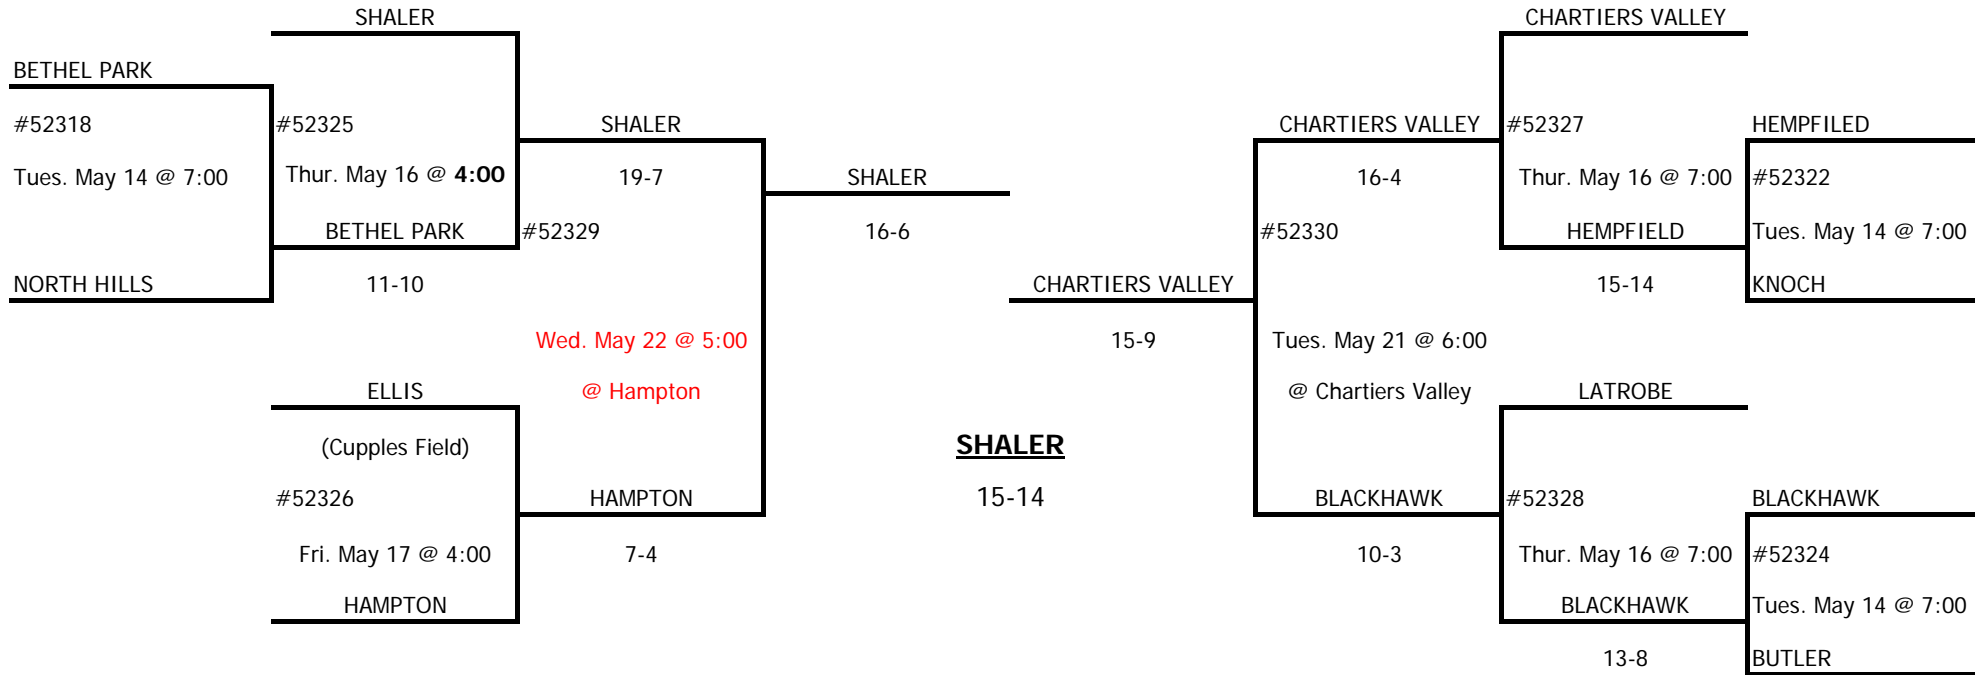 SHALER
CHARTIERS VALLEY
BETHEL PARK
#52318
#52325
SHALER
CHARTIERS VALLEY
#52327
HEMPFILED
Tues. May 14 @ 7:00
Thur. May 16 @ 4:00
19-7
SHALER
16-4
Thur. May 16 @ 7:00
#52322
BETHEL PARK
#52329
16-6
#52330
HEMPFIELD
Tues. May 14 @ 7:00
NORTH HILLS
11-10
CHARTIERS VALLEY
15-14
KNOCH
Wed. May 22 @ 5:00
15-9
Tues. May 21 @ 6:00
ELLIS
@ Hampton
@ Chartiers Valley
LATROBE
(Cupples Field)
SHALER
#52326
HAMPTON
15-14
BLACKHAWK
#52328
BLACKHAWK
Fri. May 17 @ 4:00
7-4
10-3
Thur. May 16 @ 7:00
#52324
HAMPTON
BLACKHAWK
Tues. May 14 @ 7:00
13-8
BUTLER